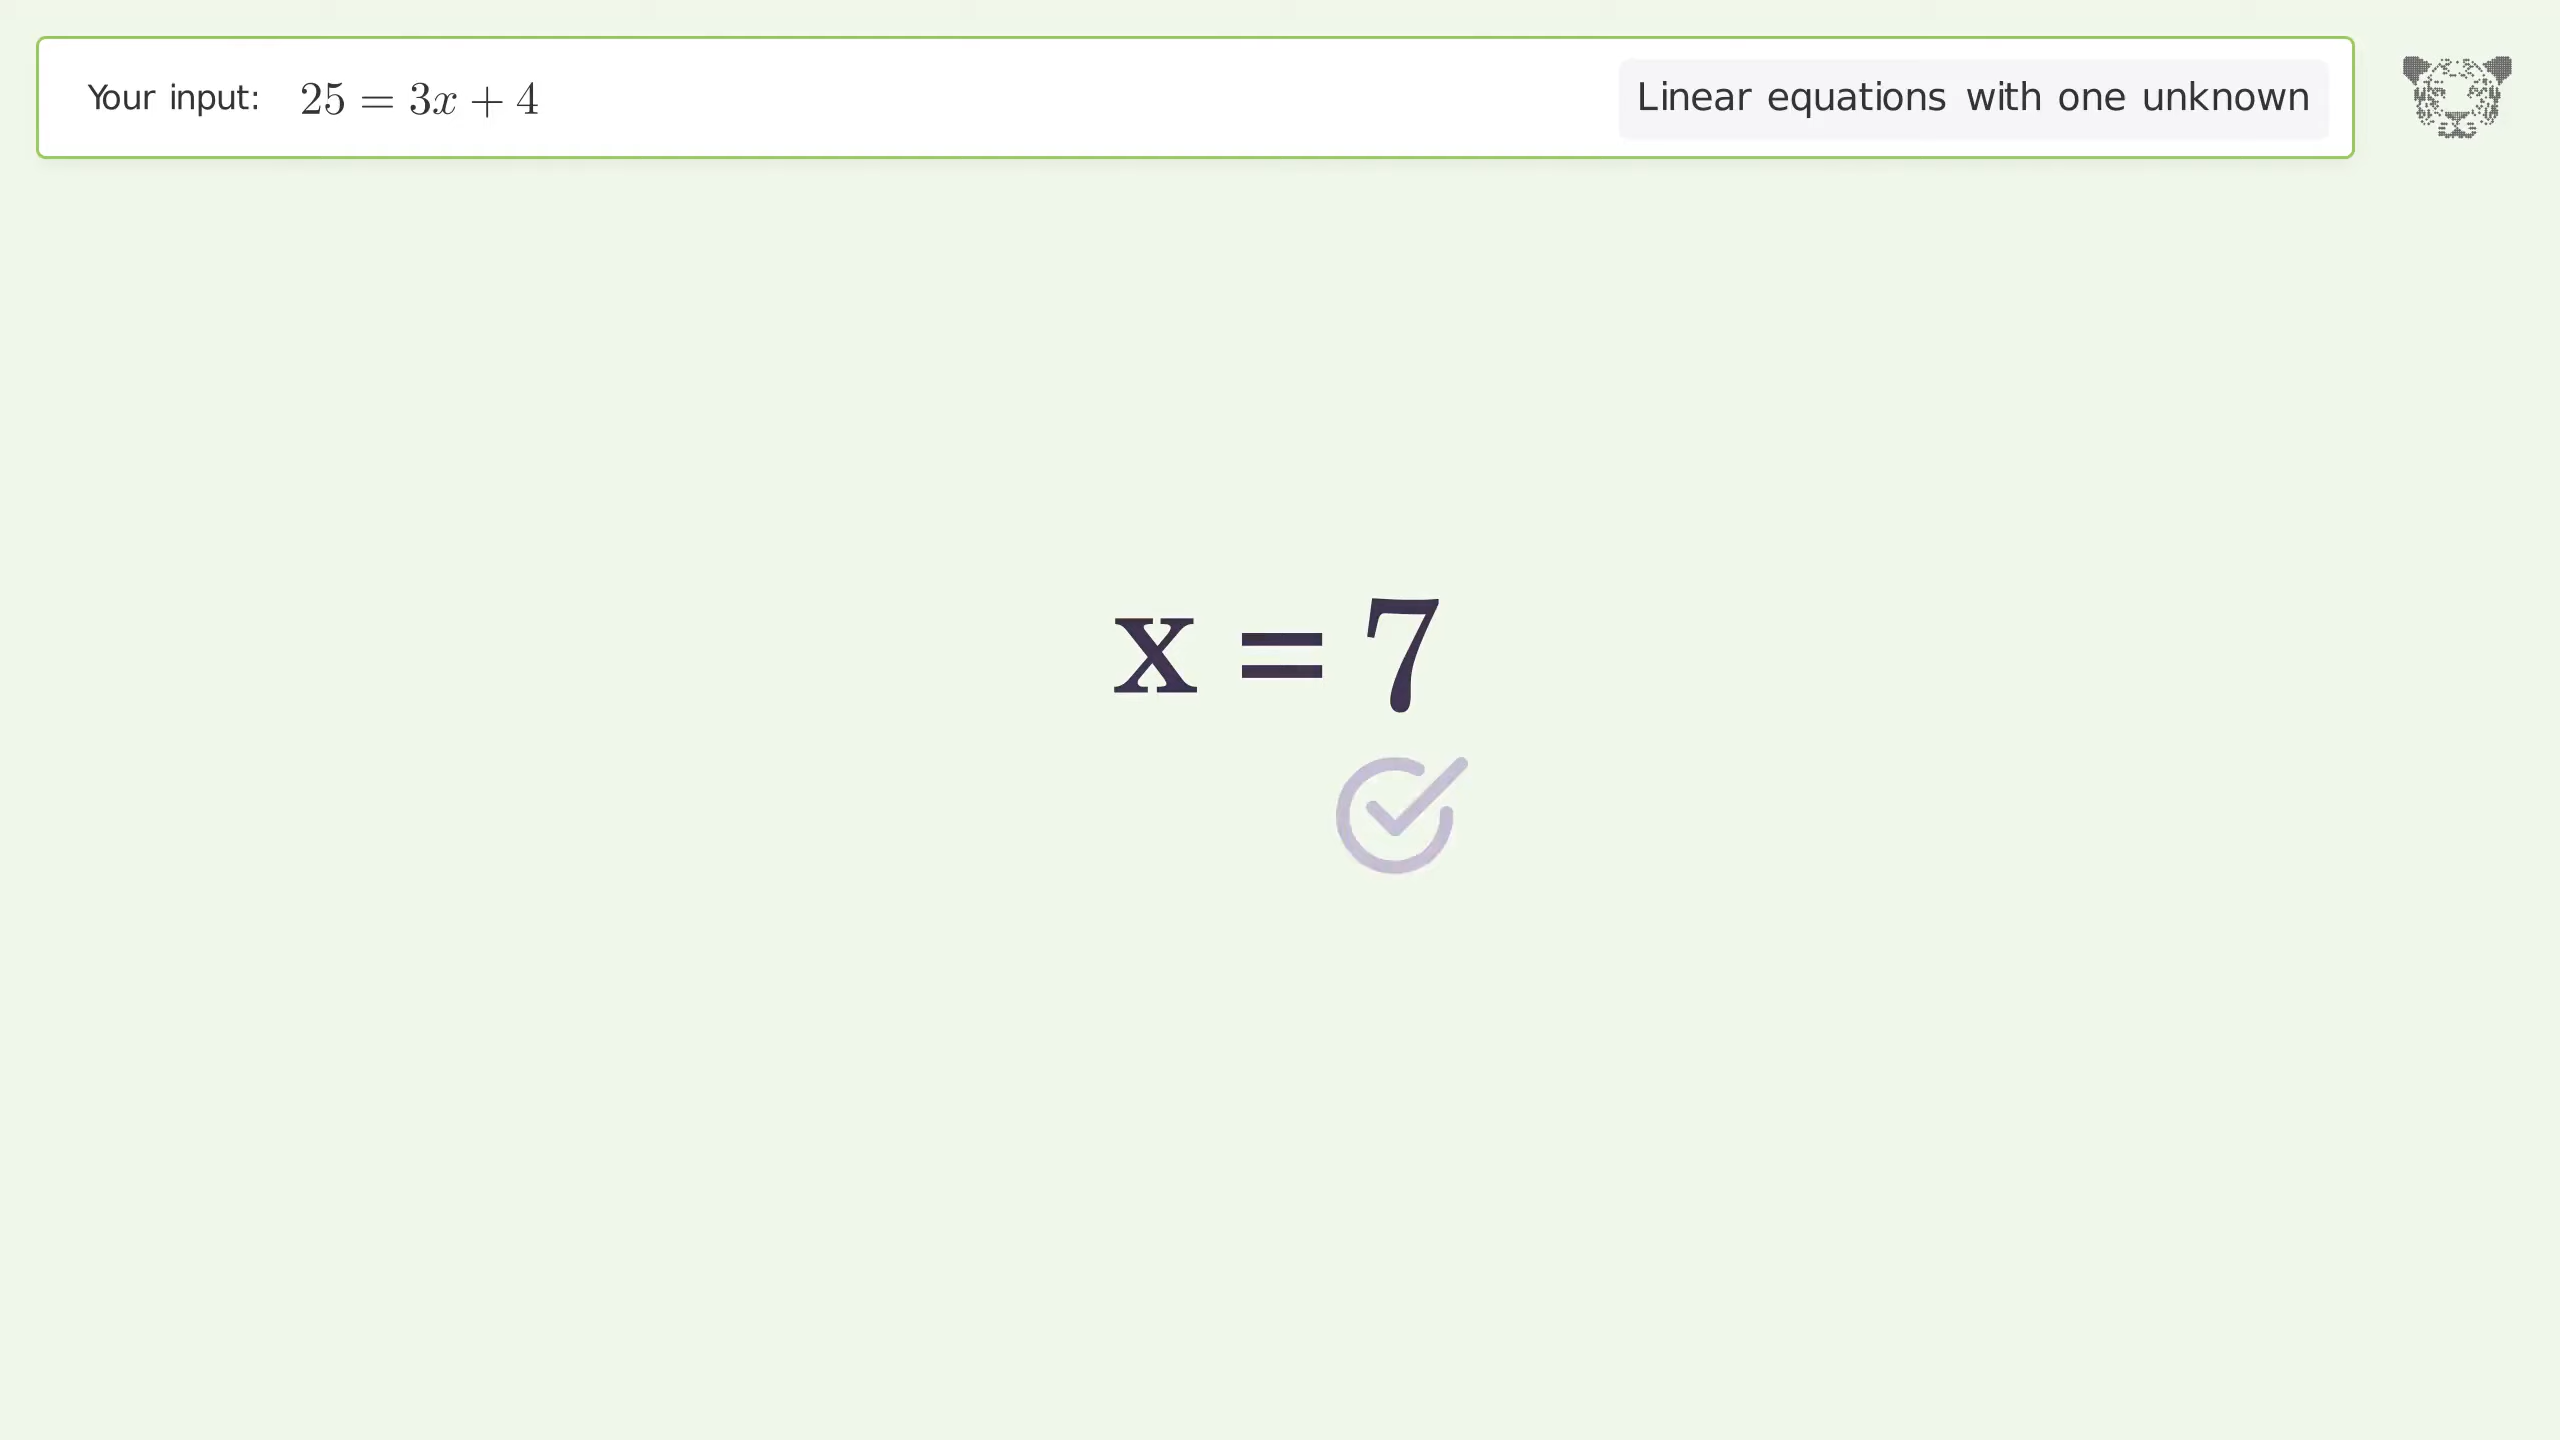 Your input: 25 = 3x + 4
Linear equations with one unknown
x = 7